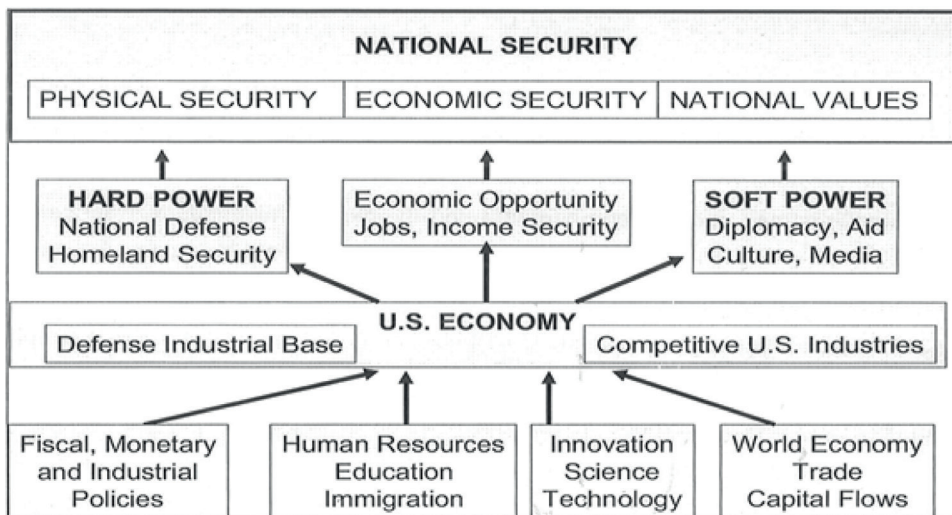 NATIONAL SECURITY
PHYSICAL SECURITY
ECONOMIC SECURITY
NATIONAL VALUES
HARD POWER
National Defense
Homeland Security
Economic Opportunity
Jobs, Income Security
SOFT POWER
Diplomacy, Aid
Culture, Media
U.S. ECONOMY
Defense Industrial Base
Competitive U.S. Industries
Fiscal, Monetary
and Industrial
Policies
Human Resources
Education
Immigration
Innovation
Science
Technology
World Economy
Trade
Capital Flows